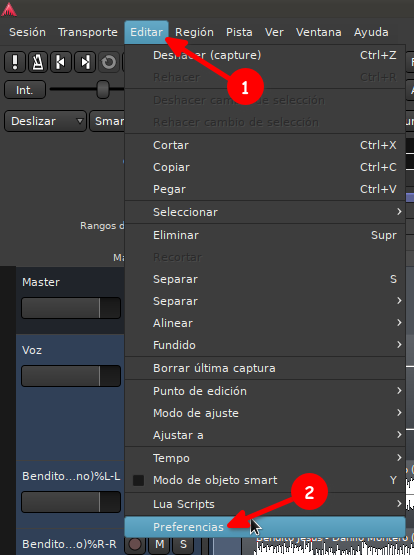 Sesión Transporte Editar Región Pista Ver Ventana Ayuda
Deshacer (capture) Ctrl+Z
Rehacer Ctrl+R
1
Int.
Deshacer cambio de selección
Deslizar Smar
Rehacer cambio de selección
Cortar Ctrl+X
Copiar Ctrl+C
Pegar Ctrl+V
Seleccionar
Rangos d
Eliminar Supr
Ma
Recortar
Master
Separar S
Separar
Alinear
Voz
Fundido
Borrar última captura
Punto de edición
Modo de ajuste
Ajustar a
Tempo
Bendito...no)%L-L
Modo de objeto smart Y
2
Lua Scripts
Preferencias
Bendito...o)%R-R
M S
Bendito Jesús - Danilo Montero (